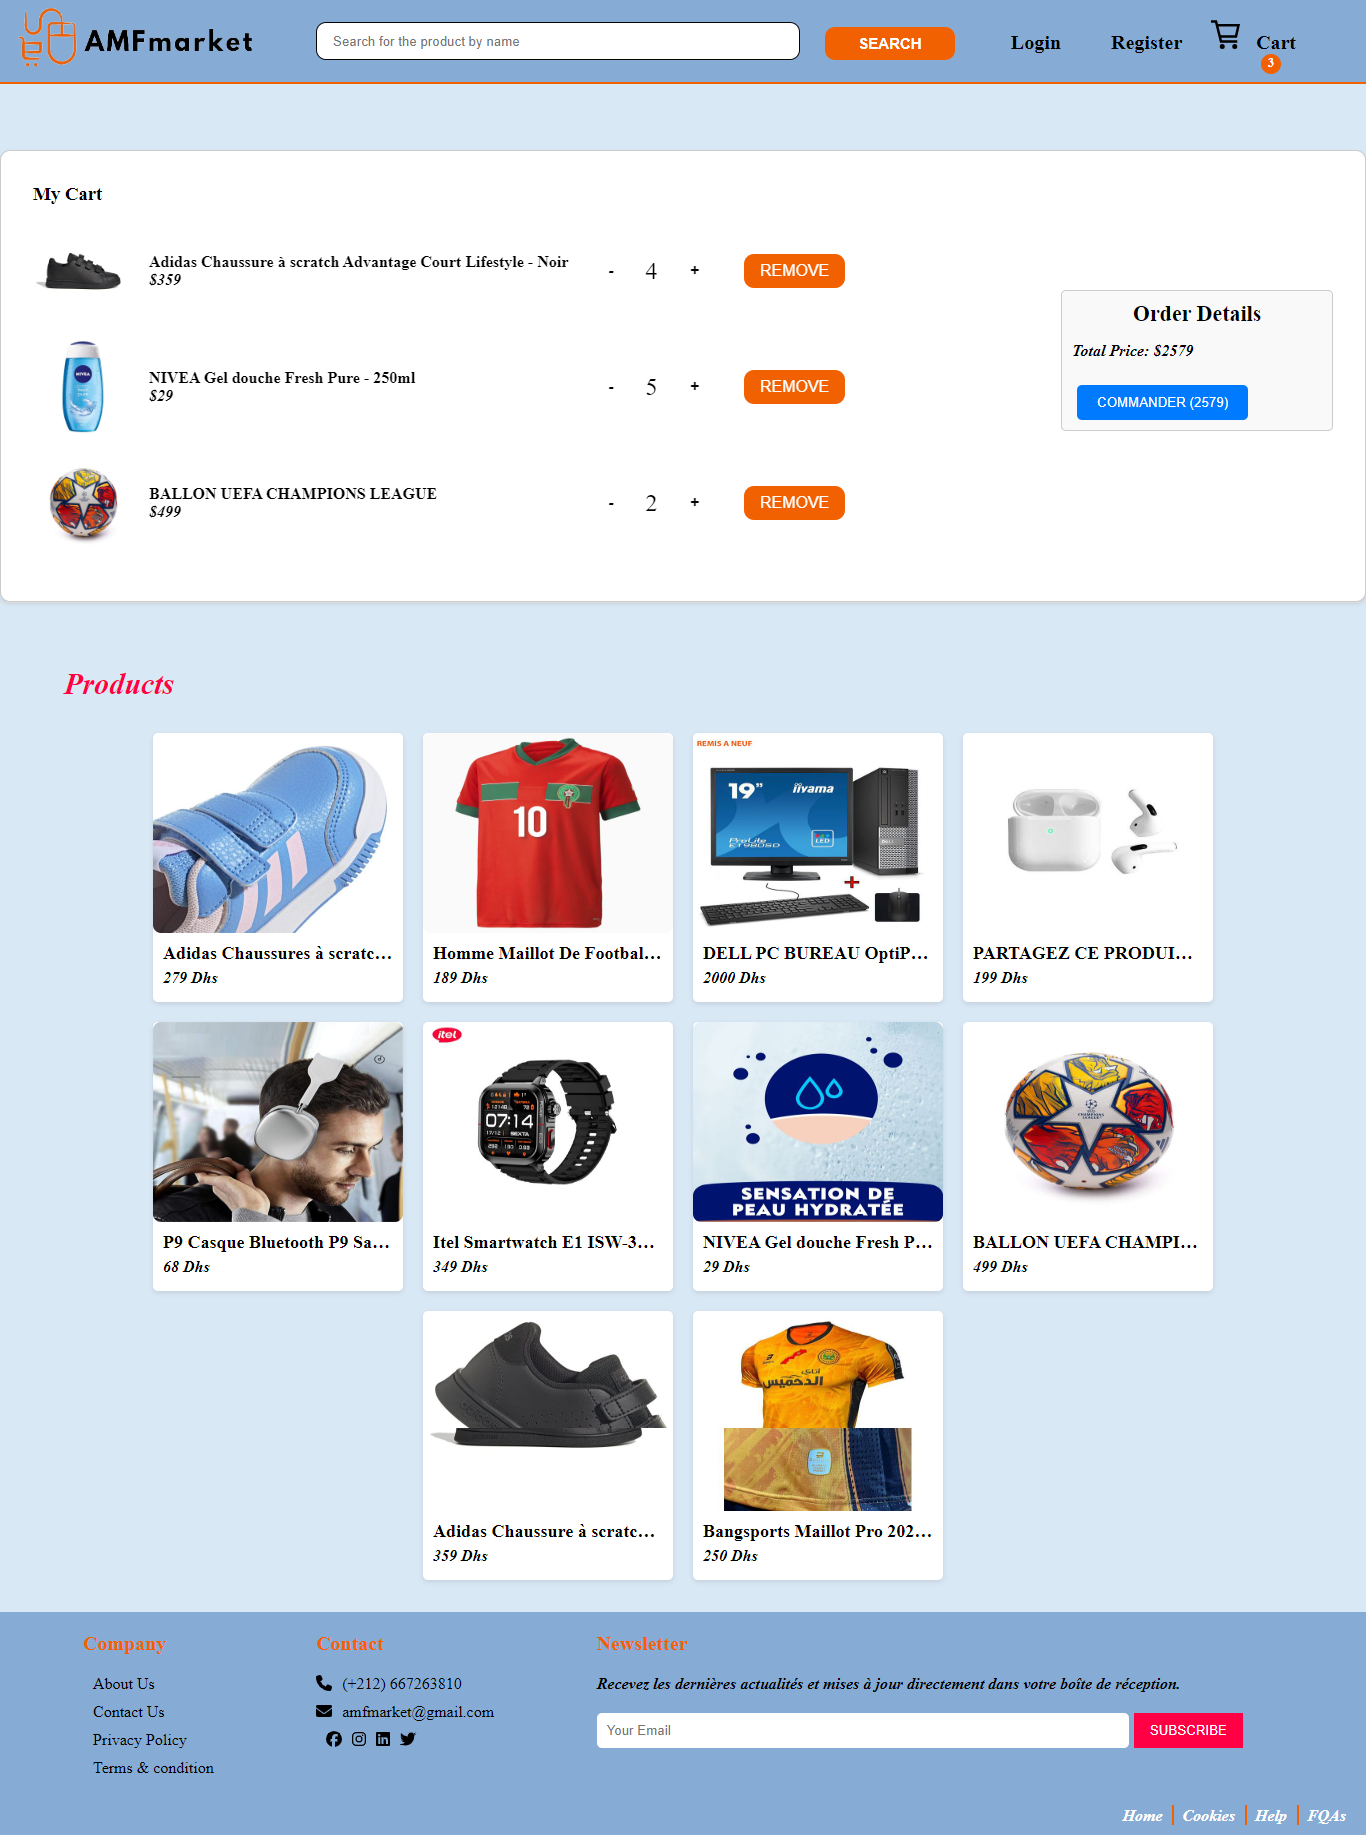 AMFmarket
Search for the product by name
SEARCH
Login
Register
Cart
3
My Cart
Adidas Chaussure à scratch Advantage Court Lifestyle - Noir
$359
- 4 +
REMOVE
NIVEA Gel douche Fresh Pure - 250ml
$29
- 5 +
REMOVE
BALLON UEFA CHAMPIONS LEAGUE
$499
- 2 +
REMOVE
Order Details
Total Price: $2579
COMMANDER (2579)
Products
10
REMIS A NEUF
19”
iiyama
ProLite
ET980SD
LED
Adidas Chaussures à scratc...
279 Dhs
Homme Maillot De Footbal...
189 Dhs
DELL PC BUREAU OptiP...
2000 Dhs
PARTAGEZ CE PRODUI...
199 Dhs
itel
07:14
SENSATION DE
PEAU HYDRATÉE
P9 Casque Bluetooth P9 Sa...
68 Dhs
Itel Smartwatch E1 ISW-3...
349 Dhs
NIVEA Gel douche Fresh P...
29 Dhs
BALLON UEFA CHAMPI...
499 Dhs
Adidas Chaussure à scratc...
359 Dhs
Bangsports Maillot Pro 202...
250 Dhs
Company
About Us
Contact Us
Privacy Policy
Terms & condition
Contact
(+212) 667263810
amfmarket@gmail.com
Newsletter
Recevez les dernières actualités et mises à jour directement dans votre boîte de réception.
Your Email
SUBSCRIBE
Home
Cookies
Help
FQAs